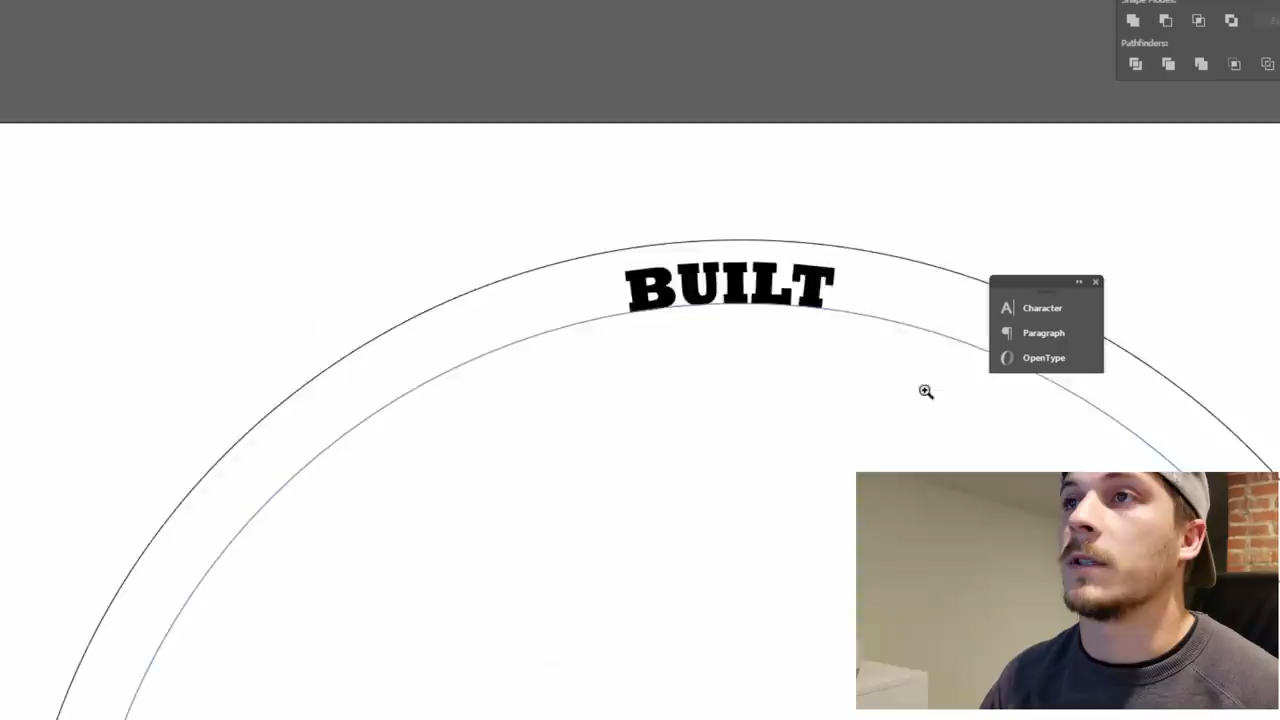 Shape Modes:
Pathfinders:
BUILT
Character
Paragraph
OpenType